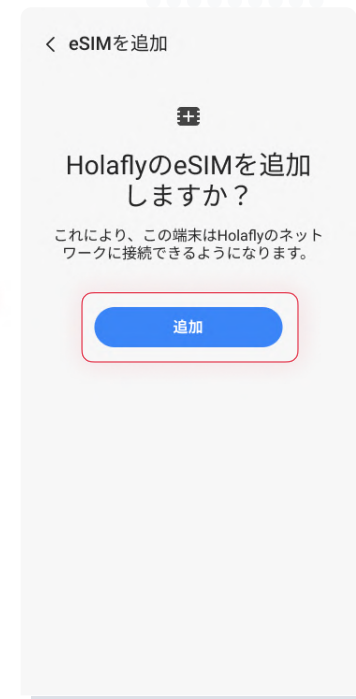 eSIMを追加
HolaflyのeSIMを追加
しますか？
これにより、この端末はHolaflyのネット
ワークに接続できるようになります。
追加